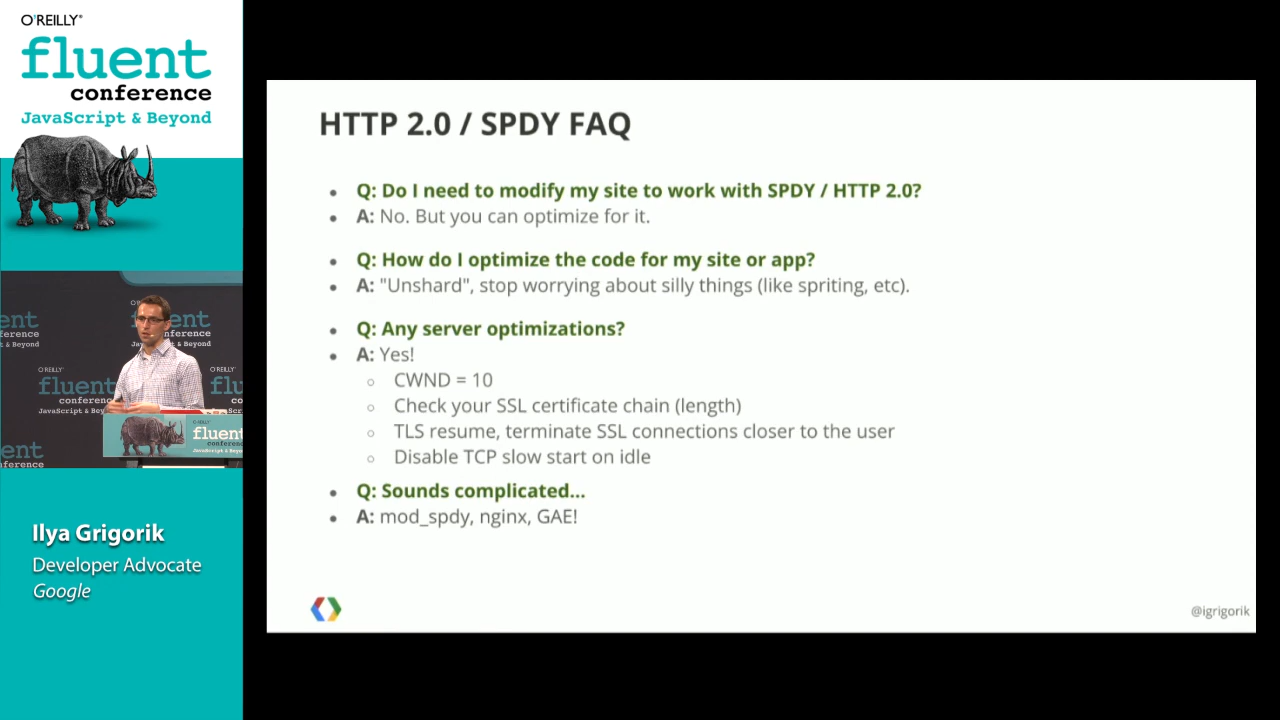 O'REILLY®
fluent
conference
JavaScript & Beyond
Ilya Grigorik
Developer Advocate
Google
HTTP 2.0 / SPDY FAQ
Q: Do I need to modify my site to work with SPDY / HTTP 2.0?
A: No. But you can optimize for it.
Q: How do I optimize the code for my site or app?
A: "Unshard", stop worrying about silly things (like spriting, etc).
Q: Any server optimizations?
A: Yes!
CWND = 10
Check your SSL certificate chain (length)
TLS resume, terminate SSL connections closer to the user
Disable TCP slow start on idle
Q: Sounds complicated...
A: mod_spdy, nginx, GAE!
@igrigorik